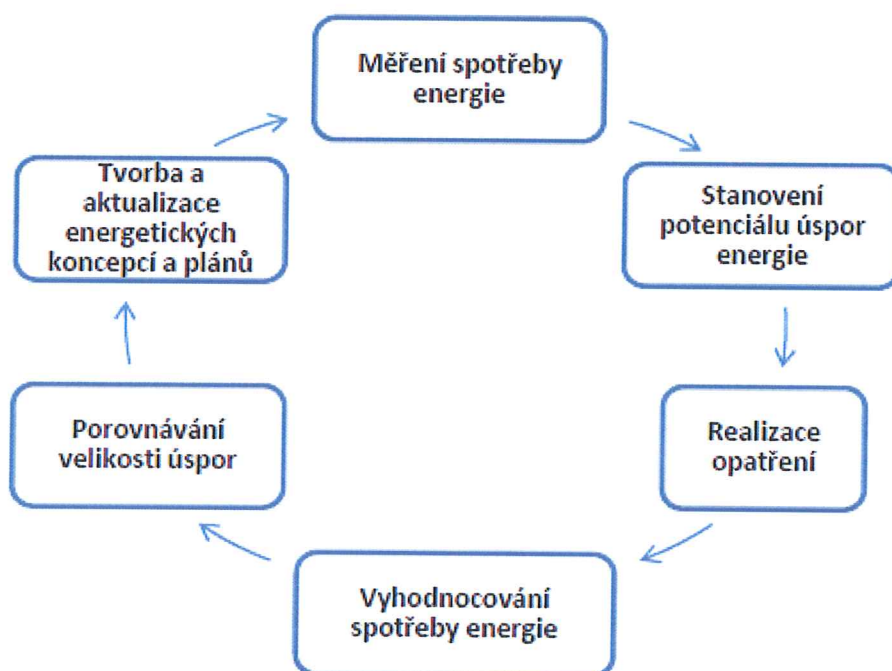 Měření spotřeby
energie
Stanovení
potenciálu úspor
energie
Realizace
opatření
Vyhodnocování
spotřeby energie
Porovnávání
velikosti úspor
Tvorba a
aktualizace
energetických
koncepcí a plánů